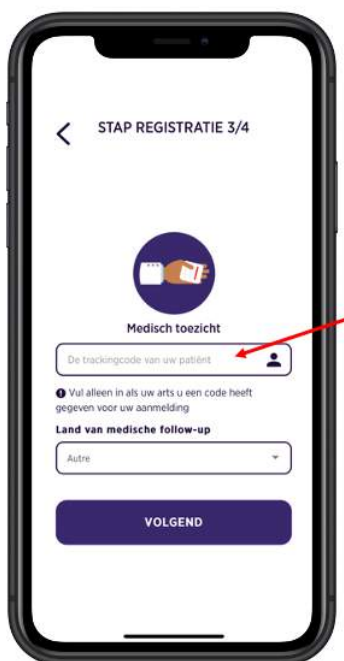 STAP REGISTRATIE 3/4
Medisch toezicht
De trackingcode van uw patiënt
Vul alleen in als uw arts u een code heeft
gegeven voor uw aanmelding
Land van medische follow-up
Autre
VOLGEND